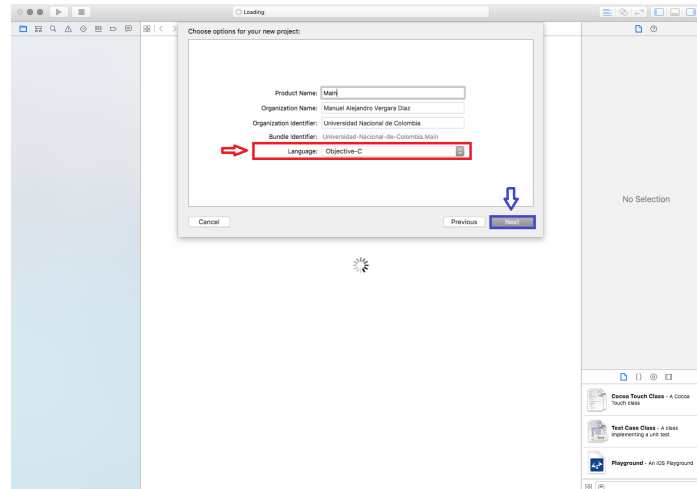 Loading
Choose options for your new project:
Product Name: Main
Organization Name: Manuel Alejandro Vergara Diaz
Organization Identifier: Universidad Nacional de Colombia
Bundle Identifier: Universidad-Nacional-de-Colombia.Main
Language: Objective-C
Cancel
Previous
Next
No Selection
Cocoa Touch Class - A Cocoa
Touch class
Test Case Class - A class
implementing a unit test
Playground - An iOS Playground